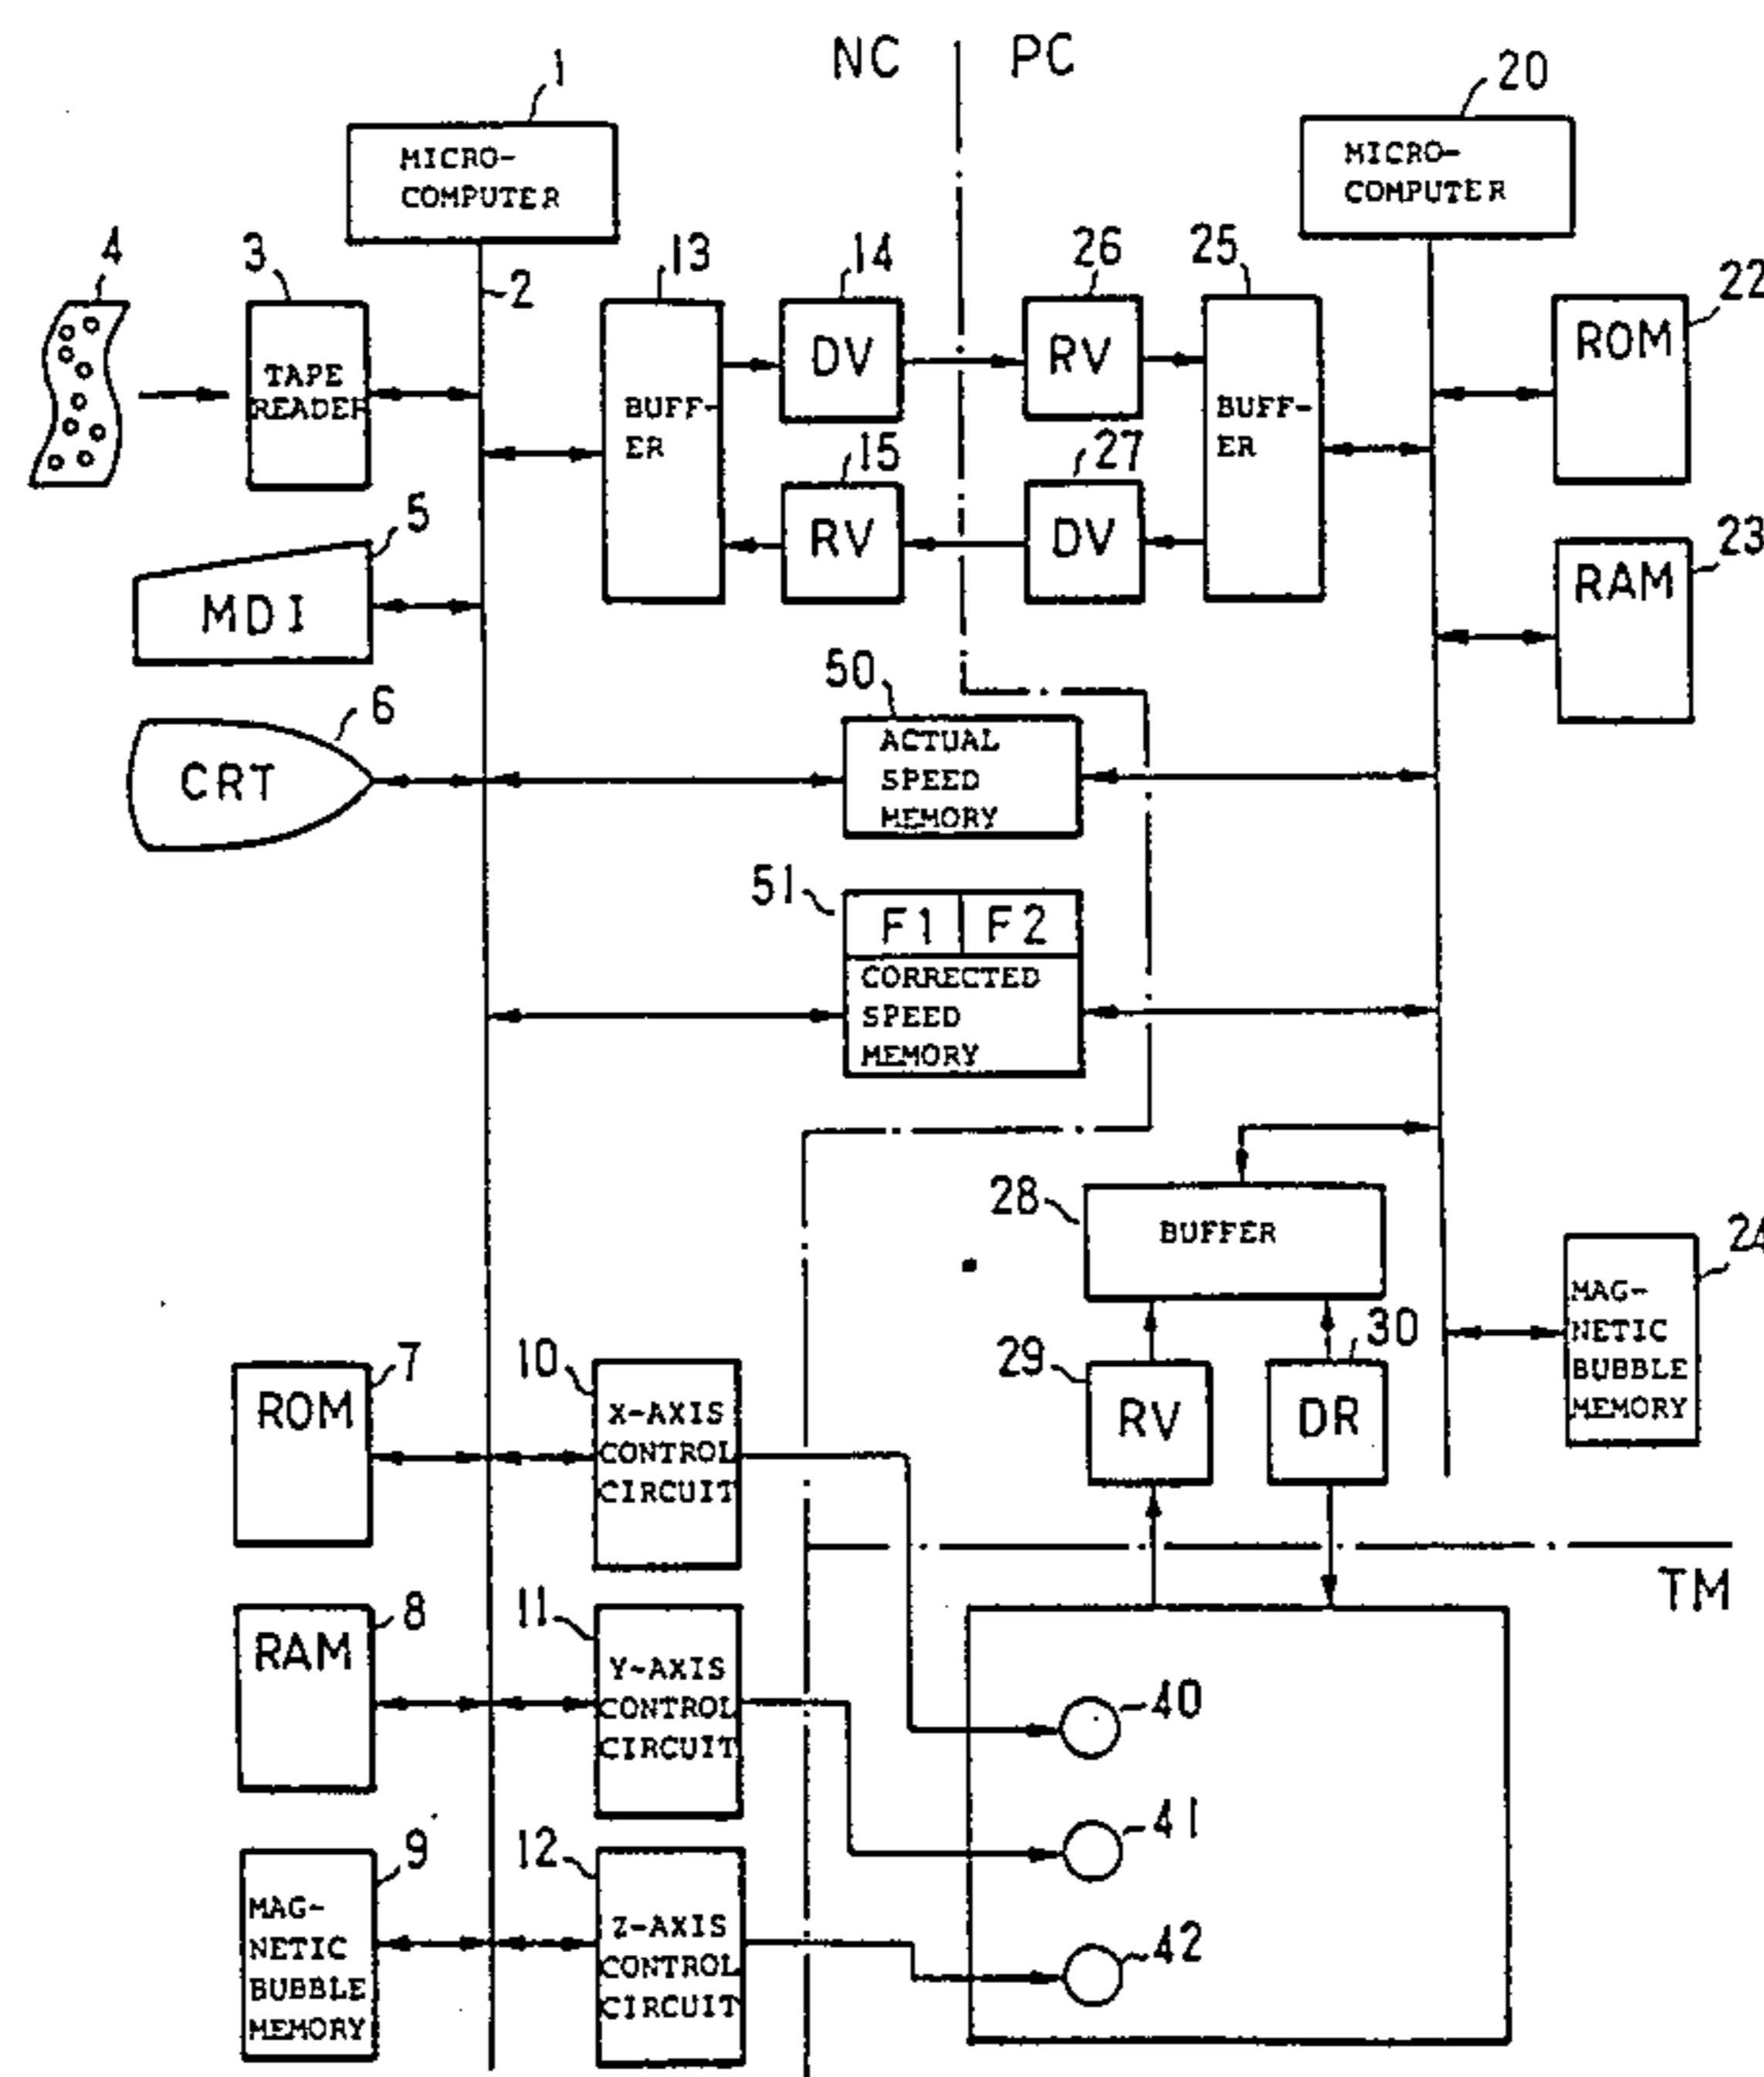 NC PC
1
20
MICRO-
COMPUTER
MICRO-
COMPUTER
4
3
2
13
14
26
25
22
TAPE
READER
BUFF-
ER
DV
RV
BUFF-
ER
ROM
5
15
27
23
MDI
RV
DV
RAM
6
50
CRT
ACTUAL
SPEED
MEMORY
51
F1 F2
CORRECTED
SPEED
MEMORY
28
BUFFER
24
MAG-
NETIC
BUBBLE
MEMORY
7
10
29
30
ROM
X-AXIS
CONTROL
CIRCUIT
RV
DR
TM
8
11
RAM
Y-AXIS
CONTROL
CIRCUIT
40
41
9
12
MAG-
NETIC
BUBBLE
MEMORY
Z-AXIS
CONTROL
CIRCUIT
42